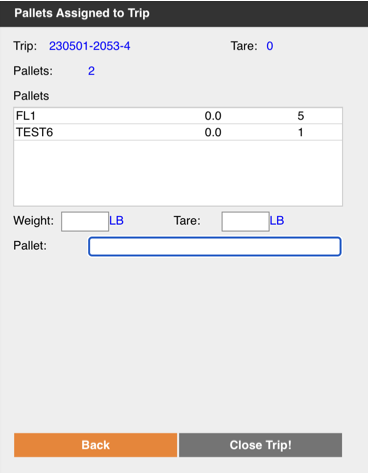 Pallets Assigned to Trip
Trip: 230501-2053-4 Tare: 0
Pallets: 2
Pallets
FL1 0.0 5
TEST6 0.0 1
Weight: LB Tare: LB
Pallet:
Back Close Trip!